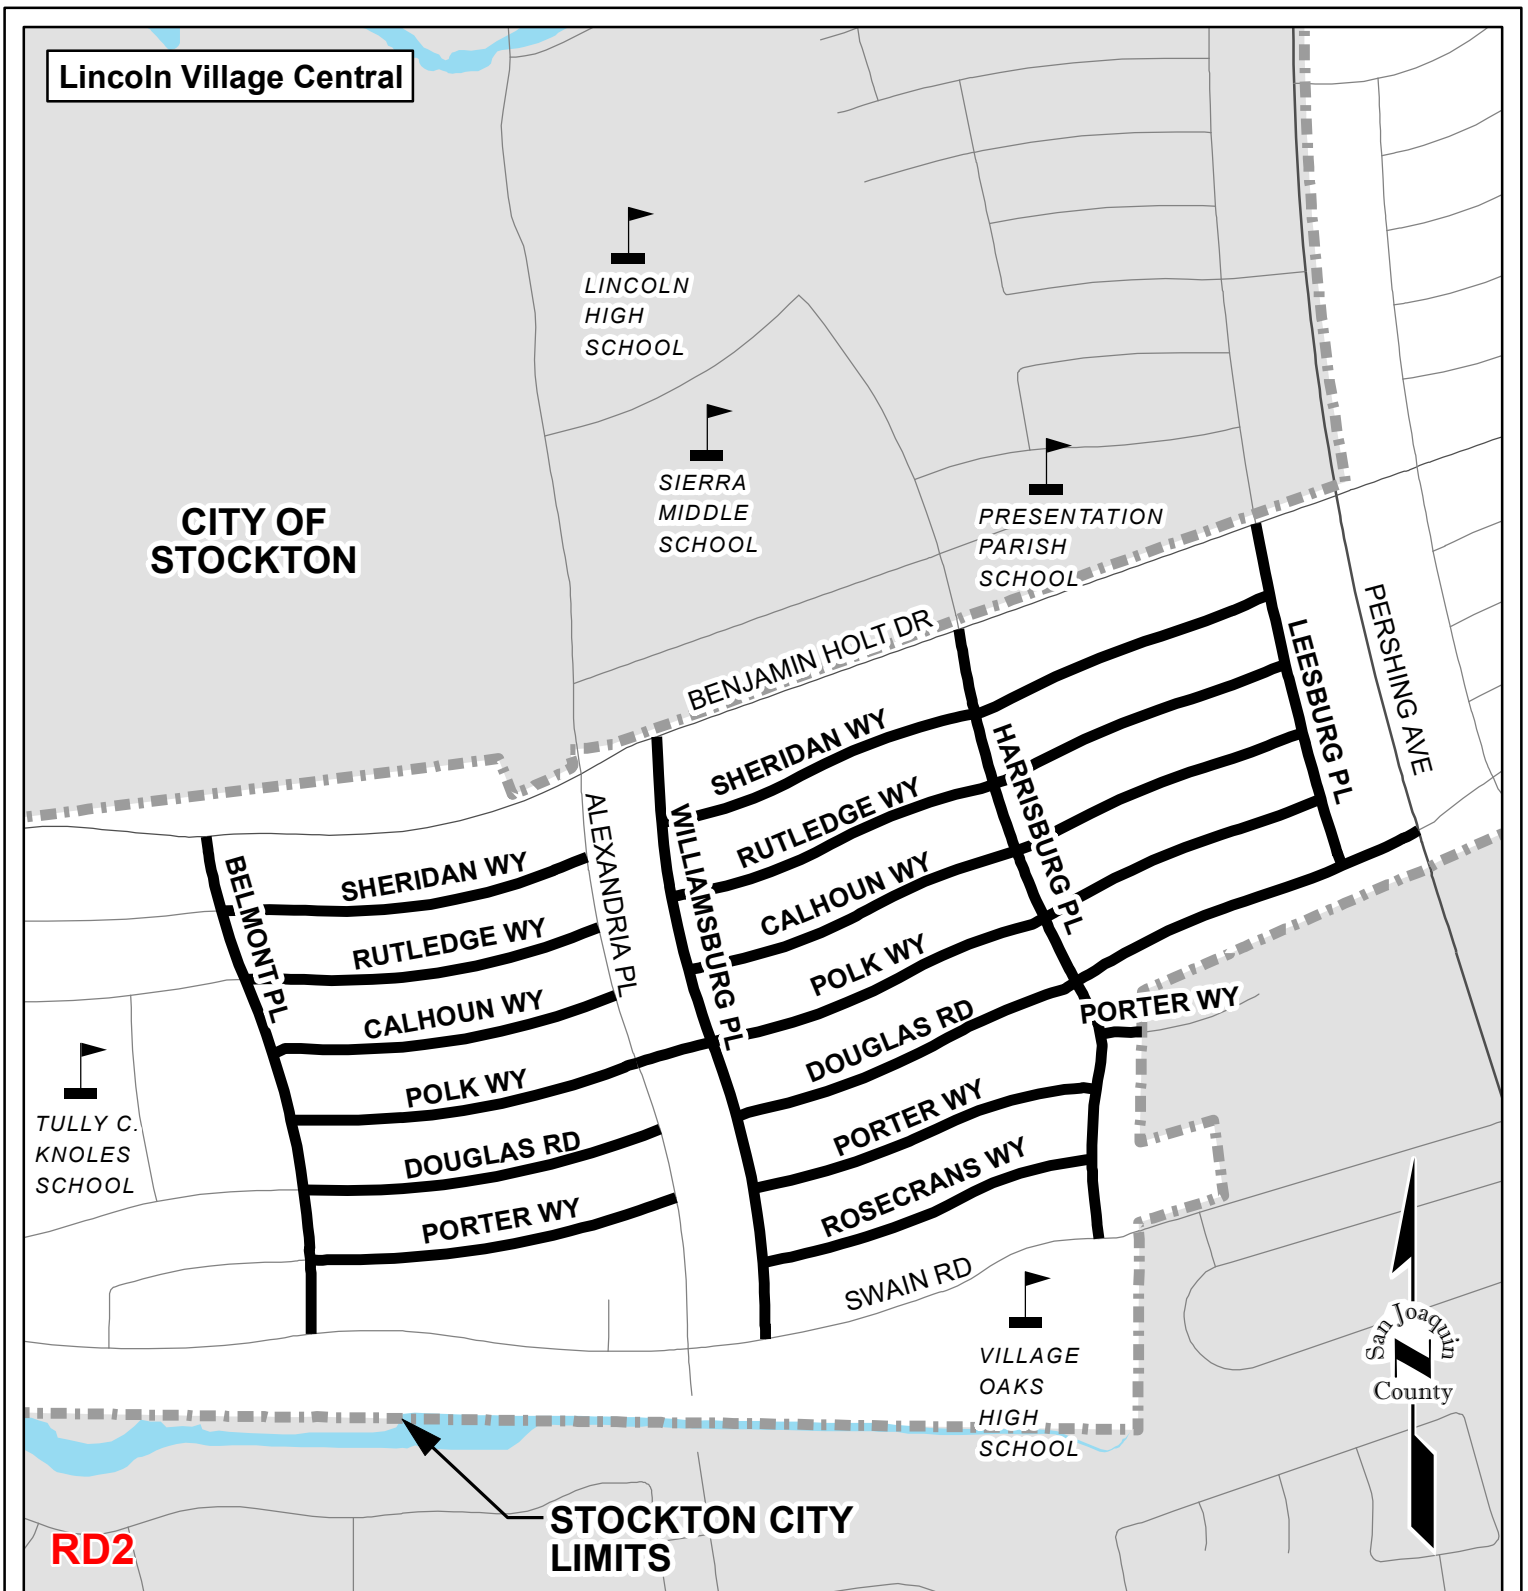 Lincoln Village Central
LINCOLN
HIGH
SCHOOL
SIERRA
MIDDLE
SCHOOL
PRESENTATION
PARISH
SCHOOL
CITY OF
STOCKTON
BENJAMIN HOLT DR
PERSHING AVE
LEESBURG PL
SHERIDAN WY
HARRISBURG PL
RUTLEDGE WY
ALEXANDRIA PL
WILLIAMSBURG PL
CALHOUN WY
BELMONT PL
SHERIDAN WY
RUTLEDGE WY
POLK WY
CALHOUN WY
DOUGLAS RD
PORTER WY
TULLY C.
KNOLES
SCHOOL
POLK WY
PORTER WY
DOUGLAS RD
ROSECRANS WY
PORTER WY
SWAIN RD
VILLAGE
OAKS
HIGH
SCHOOL
San Joaquin
N
County
STOCKTON CITY
LIMITS
RD2